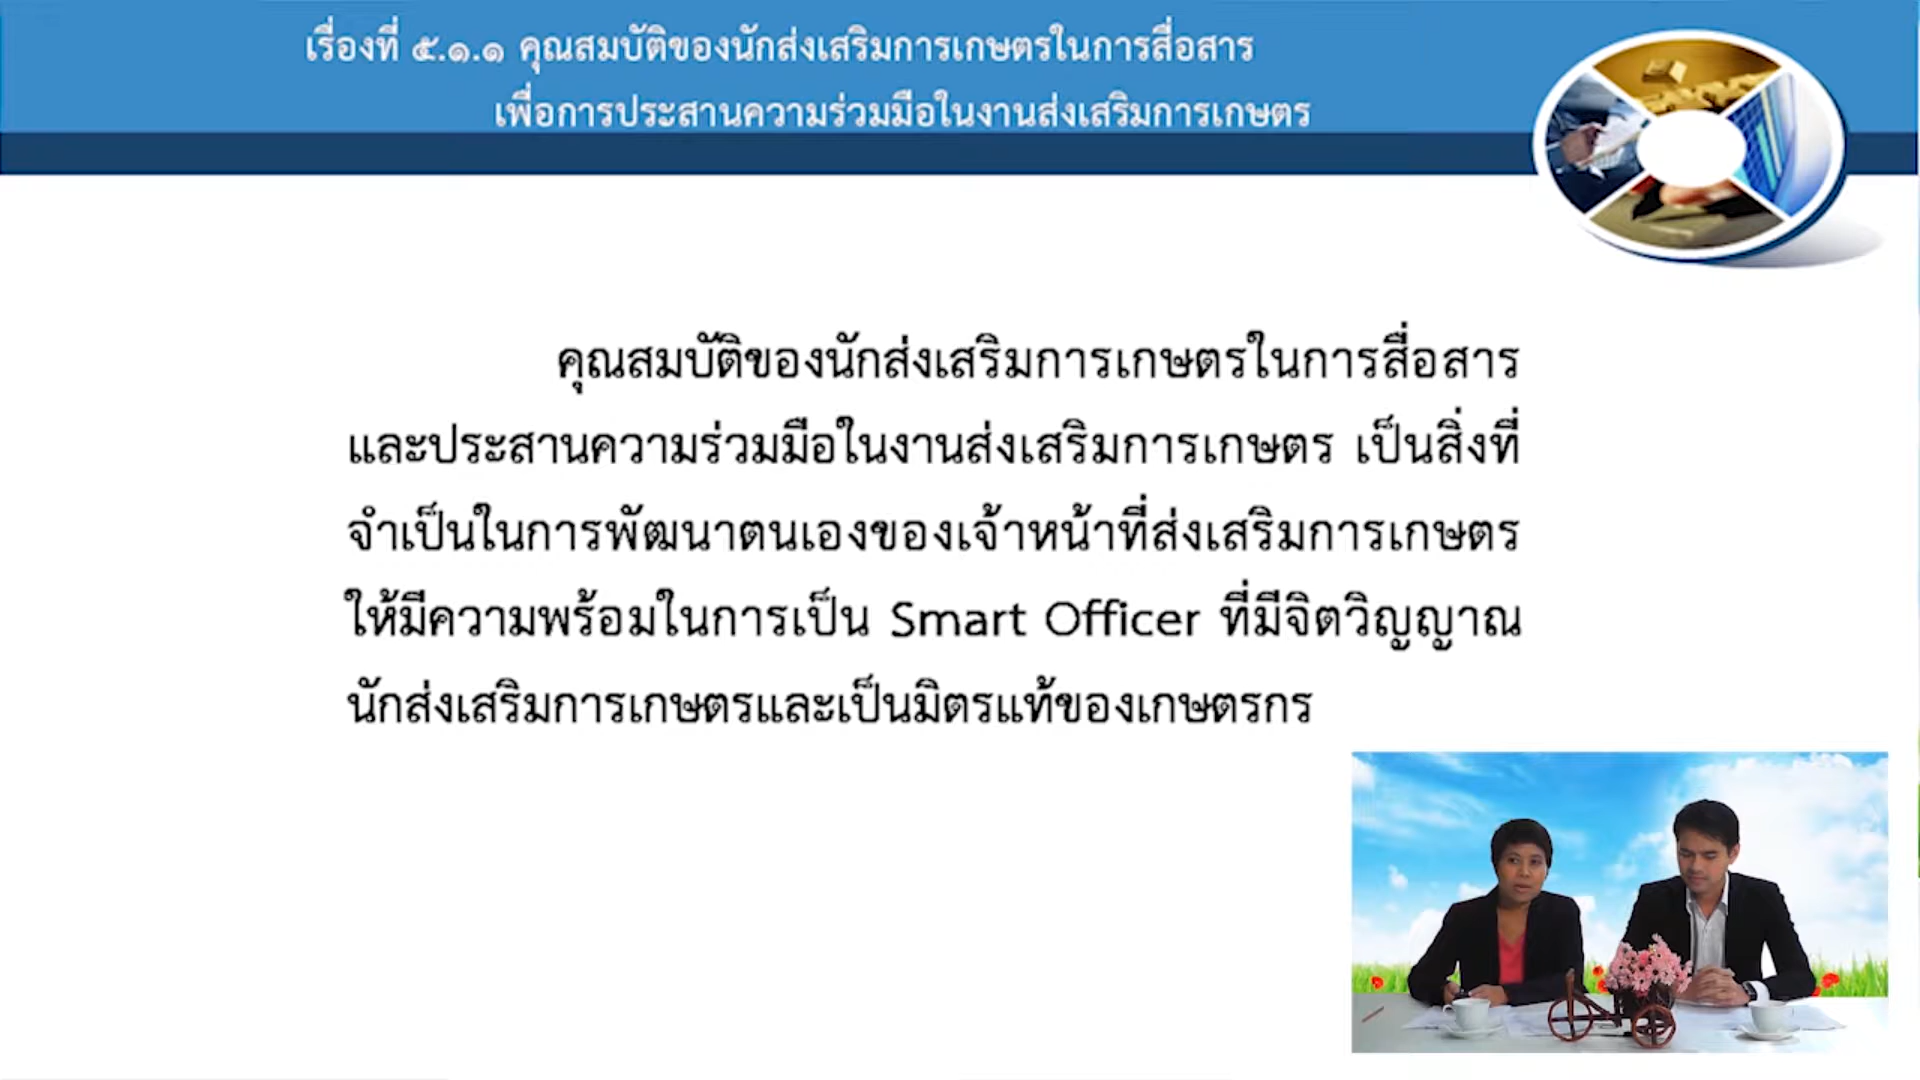 เรื่องที่ ๕.๑.๑ คุณสมบัติของนักส่งเสริมการเกษตรในการสื่อสาร
เพื่อการประสานความร่วมมือในงานส่งเสริมการเกษตร
คุณสมบัติของนักส่งเสริมการเกษตรในการสื่อสาร
และประสานความร่วมมือในงานส่งเสริมการเกษตร เป็นสิ่งที่
จำเป็นในการพัฒนาตนเองของเจ้าหน้าที่ส่งเสริมการเกษตร
ให้มีความพร้อมในการเป็น Smart Officer ที่มีจิตวิญญาณ
นักส่งเสริมการเกษตรและเป็นมิตรแท้ของเกษตรกร